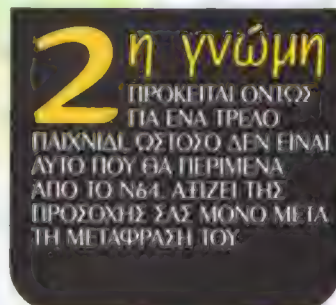 2η γνώμη
ΠΡΟΚΕΙΤΑΙ ΟΝΤΩΣ
ΓΙΑ ΕΝΑ ΤΡΕΛΟ
ΠΑΙΧΝΙΔΙ. ΩΣΤΟΣΟ ΔΕΝ ΕΙΝΑΙ
ΑΥΤΟ ΠΟΥ ΘΑ ΠΕΡΙΜΕΝΑ
ΑΠΟ ΤΟ Ν64. ΑΞΙΖΕΙ ΤΗΣ
ΠΡΟΣΟΧΗΣ ΣΑΣ ΜΟΝΟ ΜΕΤΑ
ΤΗ ΜΕΤΑΦΡΑΣΗ ΤΟΥ